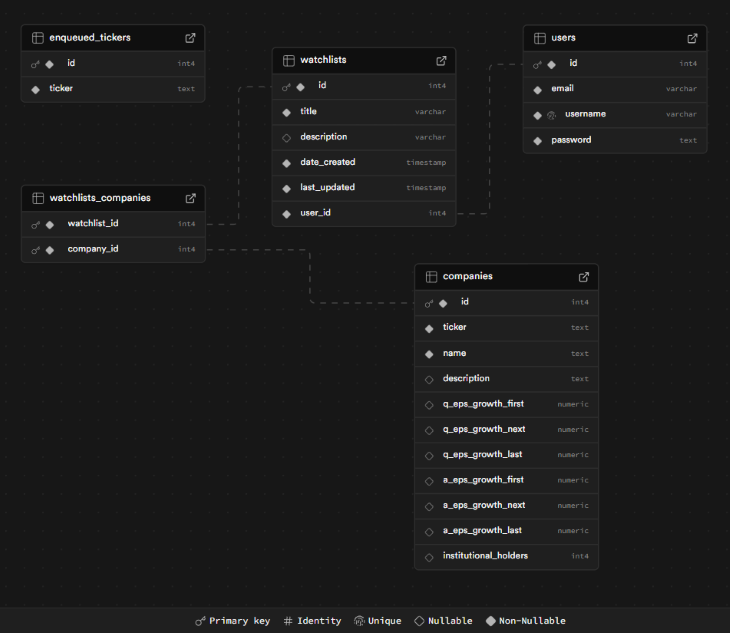 enqueued_tickers
id int4
ticker text
watchlists
id int4
title varchar
description varchar
date_created timestamp
last_updated timestamp
user_id int4
users
id int4
email varchar
username varchar
password text
watchlists_companies
watchlist_id int4
company_id int4
companies
id int4
ticker text
name text
description text
q_eps_growth_first numeric
q_eps_growth_next numeric
q_eps_growth_last numeric
a_eps_growth_first numeric
a_eps_growth_next numeric
a_eps_growth_last numeric
institutional_holders int4
Primary key # Identity Unique Nullable Non-Nullable